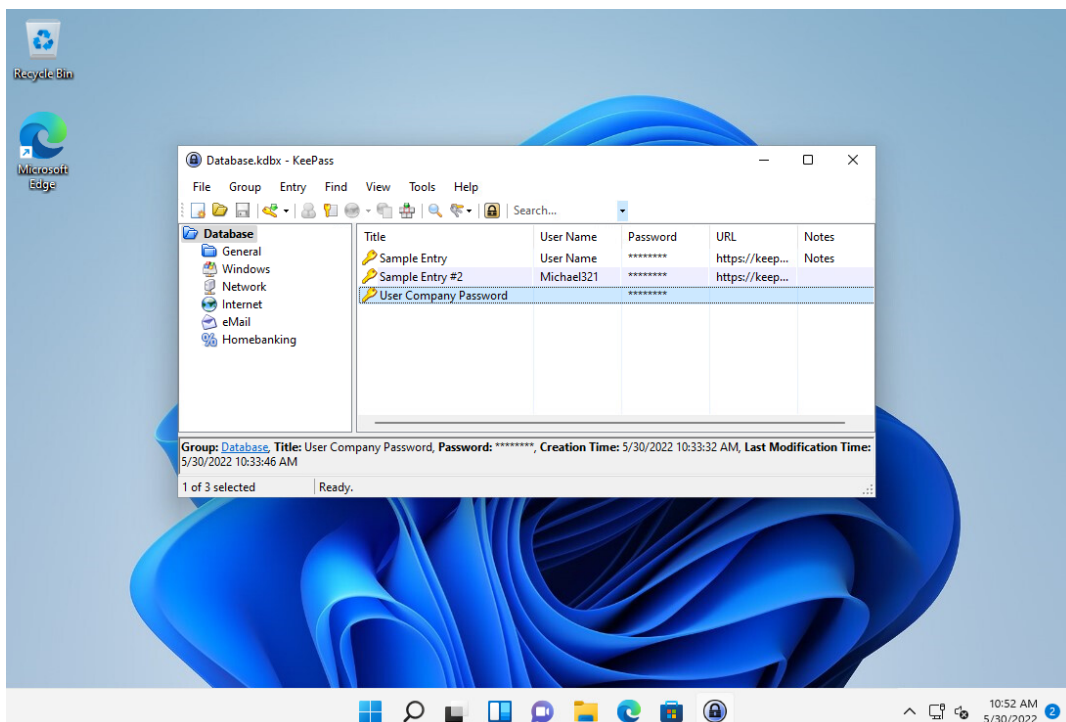 Recycle Bin
Microsoft
Edge
Database.kdbx - KeePass
File Group Entry Find View Tools Help
Search...
Database
General
Windows
Network
Internet
eMail
Homebanking
Title User Name Password URL Notes
Sample Entry User Name ******** https://keep... Notes
Sample Entry #2 Michael321 ******** https://keep...
User Company Password ********
Group: Database, Title: User Company Password, Password: ********, Creation Time: 5/30/2022 10:33:32 AM, Last Modification Time:
5/30/2022 10:33:46 AM
1 of 3 selected Ready.
10:52 AM
5/30/2022
2